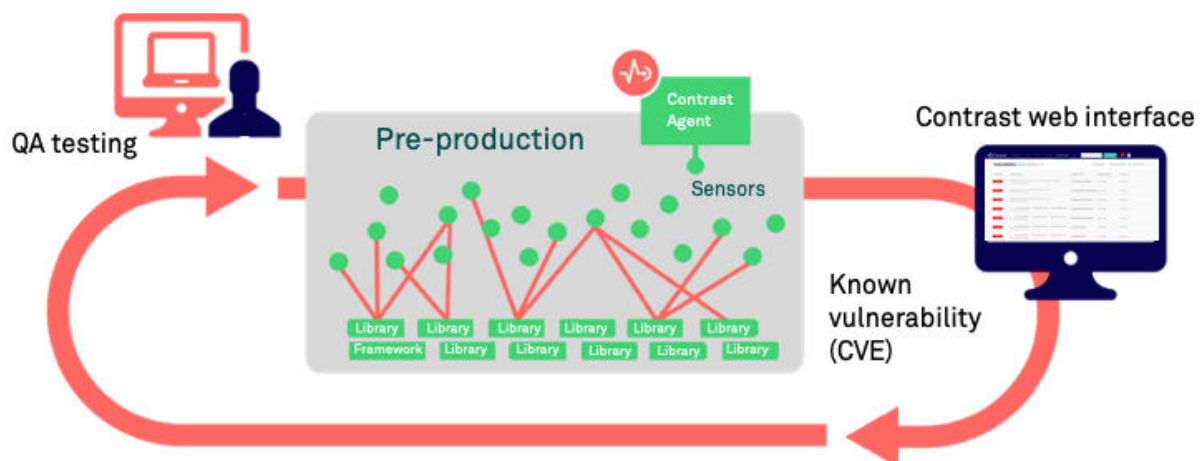 QA testing
Pre-production
Contrast
Agent
Sensors
Contrast web interface
Known
vulnerability
(CVE)
Library
Library
Library
Library
Library
Library
Framework
Library
Library
Library
Library
Library